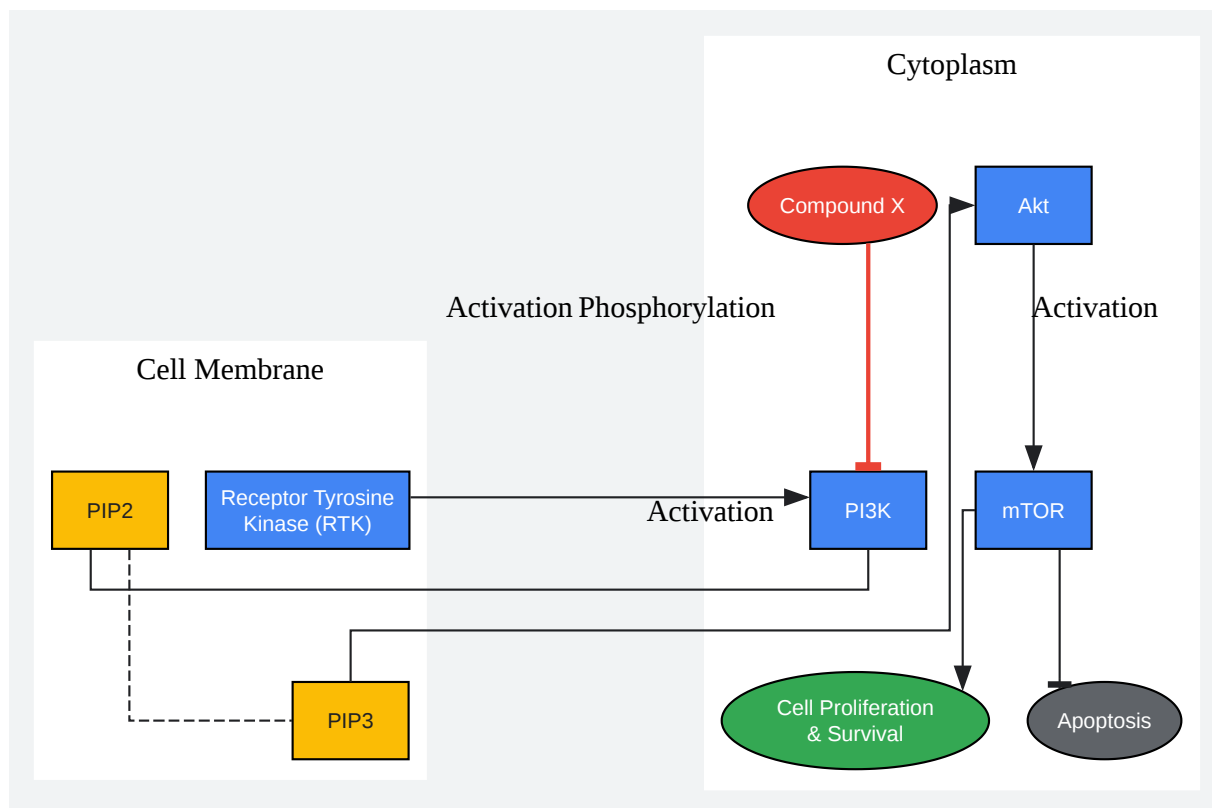 Cytoplasm
Compound X
Akt
Activation
Phosphorylation
Activation
Cell Membrane
PIP2
Receptor Tyrosine
Kinase (RTK)
Activation
PI3K
mTOR
PIP3
Cell Proliferation
& Survival
Apoptosis